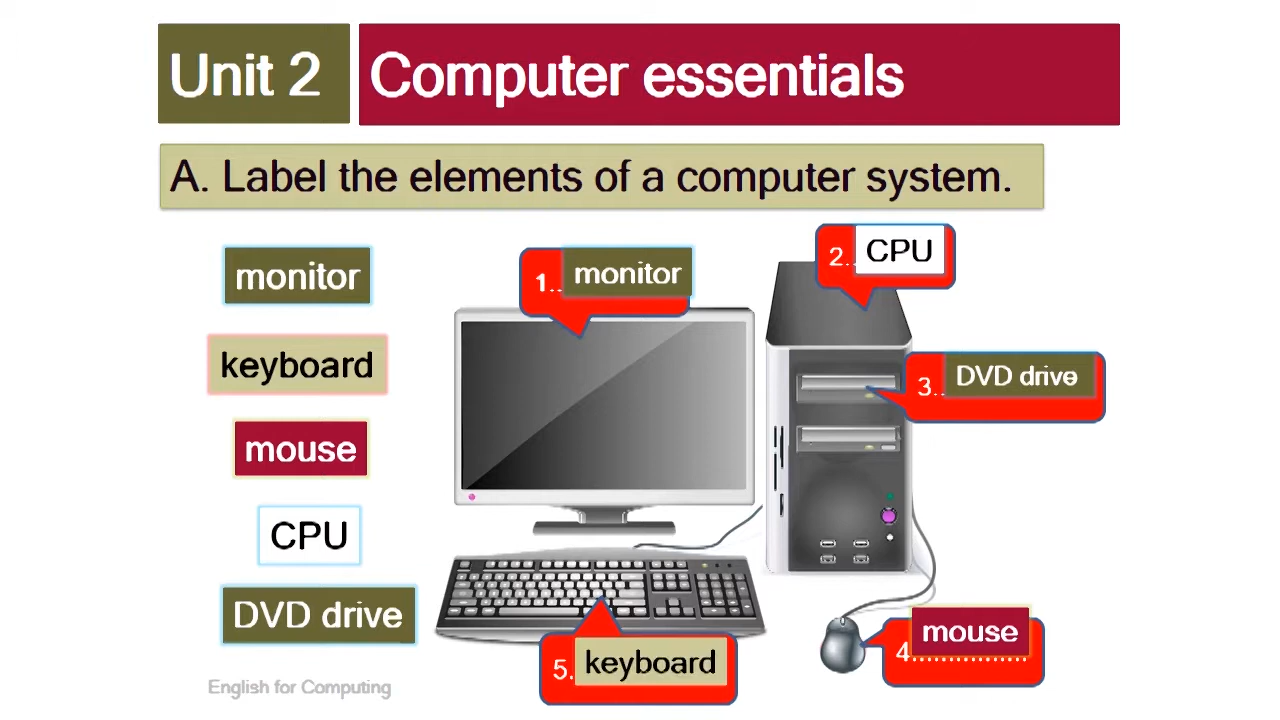 Unit 2
Computer essentials
A. Label the elements of a computer system.
monitor
keyboard
mouse
CPU
DVD drive
1.. monitor
2.. CPU
3.. DVD drive
mouse
4...............
5. keyboard
English for Computing